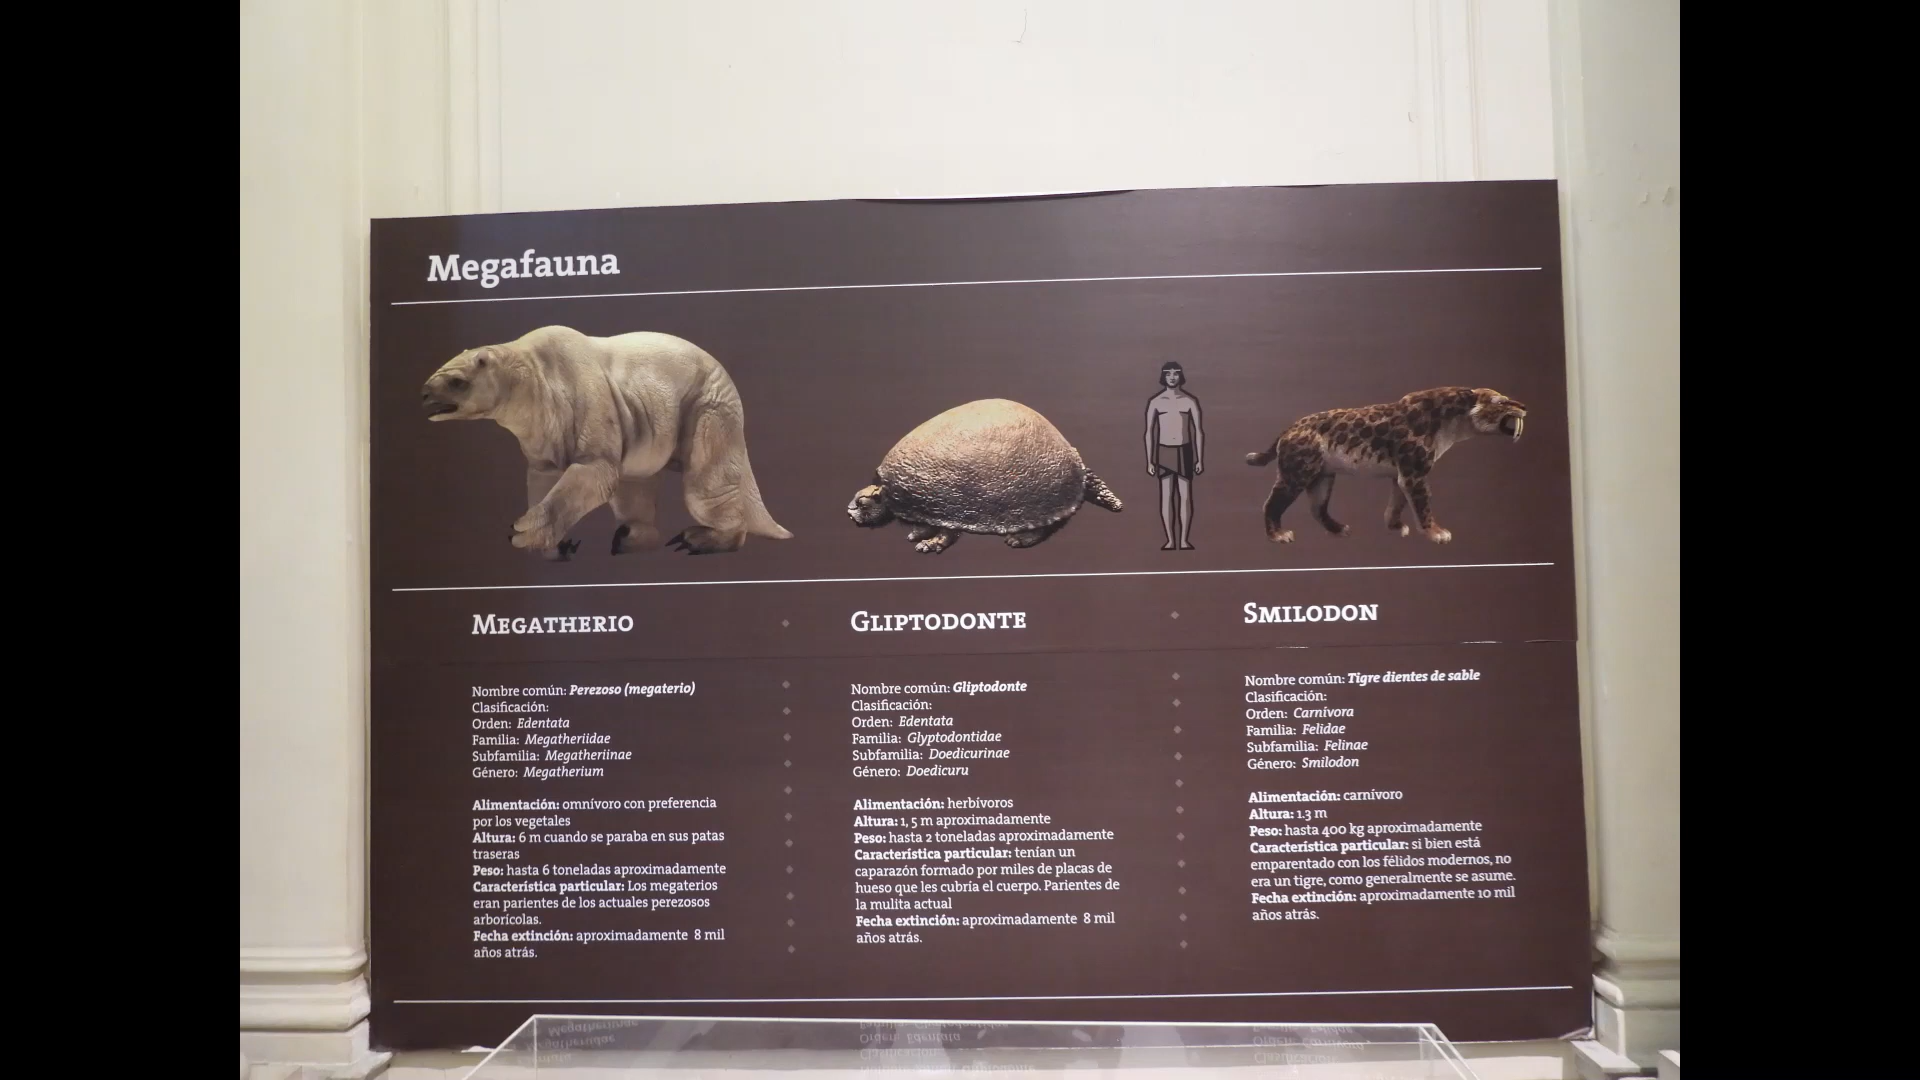 Megafauna
MEGATHERIO
Nombre común: Perezoso (megaterio)
Clasificación:
Orden: Edentata
Família: Megatheriidae
Subfamilia: Megatheriinae
Género: Megatherium
Alimentación: omnívoro con preferencia
por los vegetales
Altura: 6 m cuando se paraba en sus patas
traseras
Peso: hasta 6 toneladas aproximadamente
Característica particular: Los megaterios
eran parientes de los actuales perezosos
arborícolas.
Fecha extinción: aproximadamente 8 mil
años atrás.
GLIPTODONTE
Nombre común: Gliptodonte
Clasificación:
Orden: Edentata
Familia: Glyptodontidae
Subfamilia: Doedicurinae
Género: Doedicuru
Alimentación: herbívoros
Altura: 1, 5 m aproximadamente
Peso: hasta 2 toneladas aproximadamente
Característica particular: tenían un
caparazón formado por miles de placas de
hueso que les cubría el cuerpo. Parientes de
la mulita actual
Fecha extinción: aproximadamente 8 mil
años atrás.
SMILODON
Nombre común: Tigre dientes de sable
Clasificación:
Orden: Carnívora
Familia: Felidae
Subfamilia: Felinae
Género: Smilodon
Alimentación: carnívoro
Altura: 1.3 m
Peso: hasta 400 kg aproximadamente
Característica particular: si bien está
emparentado con los félidos modernos, no
era un tigre, como generalmente se asume.
Fecha extinción: aproximadamente 10 mil
años atrás.